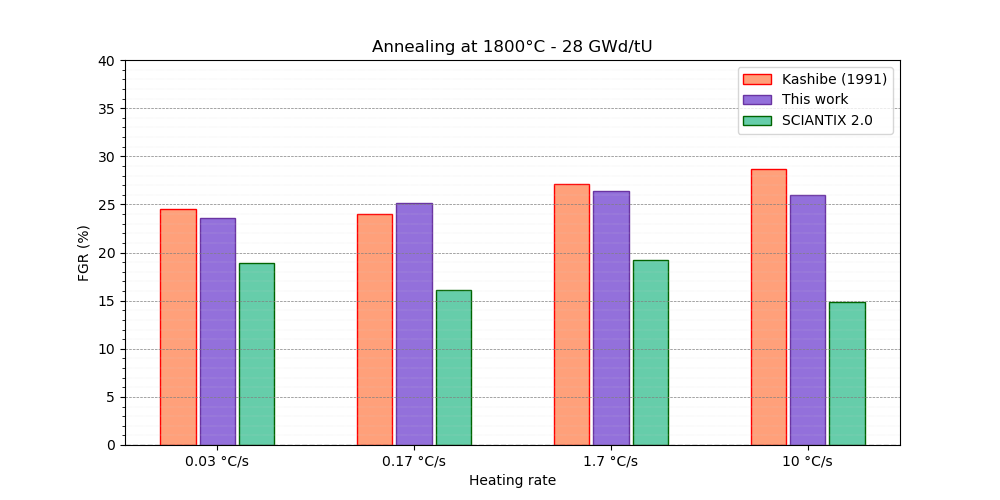 Annealing at 1800°C - 28 GWd/tU
Kashibe (1991)
This work
SCIANTIX 2.0
FGR (%)
40
35
30
25
20
15
10
5
0
0.03 °C/s
0.17 °C/s
1.7 °C/s
10 °C/s
Heating rate